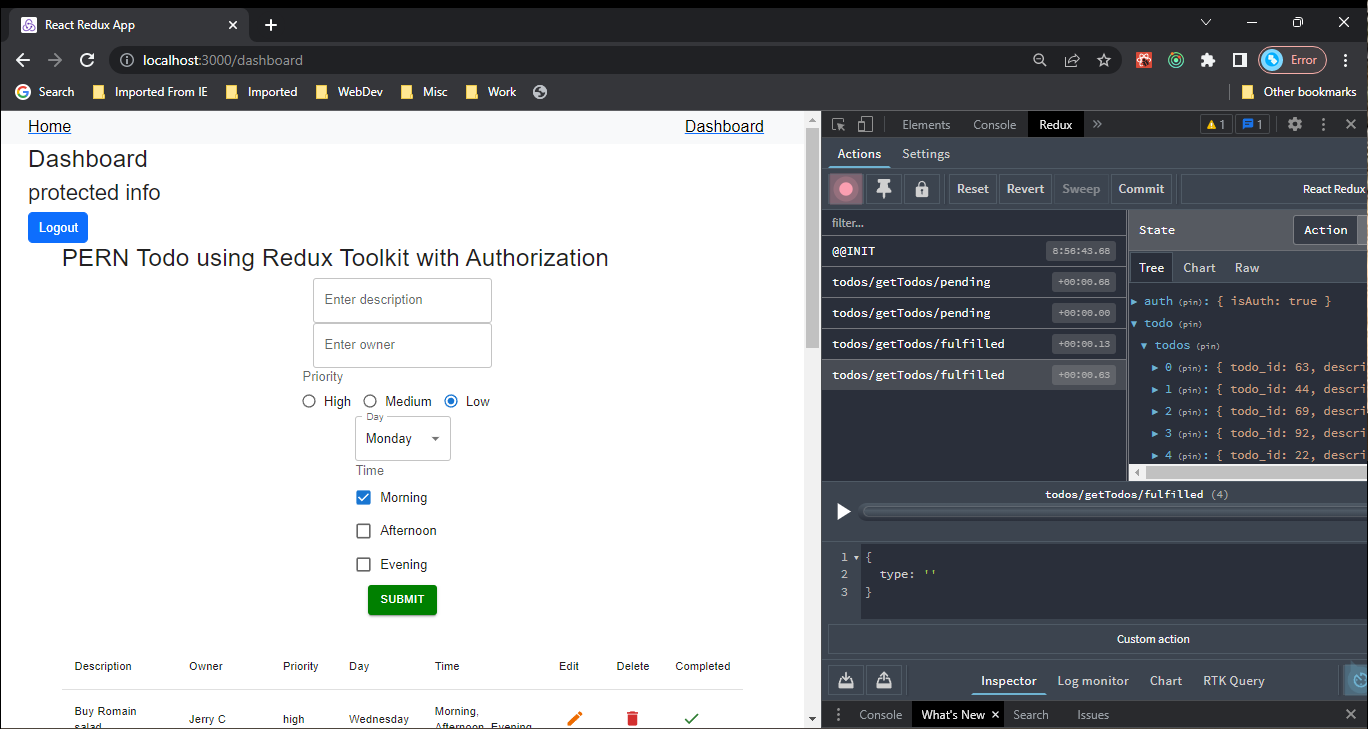 React Redux App
localhost:3000/dashboard
Error
Search Imported From IE Imported WebDev Misc Work Other bookmarks
Home Dashboard
Dashboard
protected info
Logout
PERN Todo using Redux Toolkit with Authorization
Enter description
Enter owner
Priority
High Medium Low
Day
Monday
Time
Morning
Afternoon
Evening
SUBMIT
Description Owner Priority Day Time Edit Delete Completed
Buy Romain
salad
Jerry C high Wednesday
Morning,
Afternoon, Evening
Elements Console Redux 1 1
Actions Settings
Reset Revert Sweep Commit React Redux
filter...
@@INIT 8:56:43.68
todos/getTodos/pending +00:00.68
todos/getTodos/pending +00:00.00
todos/getTodos/fulfilled +00:00.13
todos/getTodos/fulfilled +00:00.63
State Action
Tree Chart Raw
auth (pin): { isAuth: true }
todo (pin)
todos (pin)
0 (pin): { todo_id: 63, descri
1 (pin): { todo_id: 44, descri
2 (pin): { todo_id: 69, descri
3 (pin): { todo_id: 92, descri
4 (pin): { todo_id: 22, descri
todos/getTodos/fulfilled (4)
1 {
2 type: ''
3 }
Custom action
Inspector Log monitor Chart RTK Query
Console What's New Search Issues